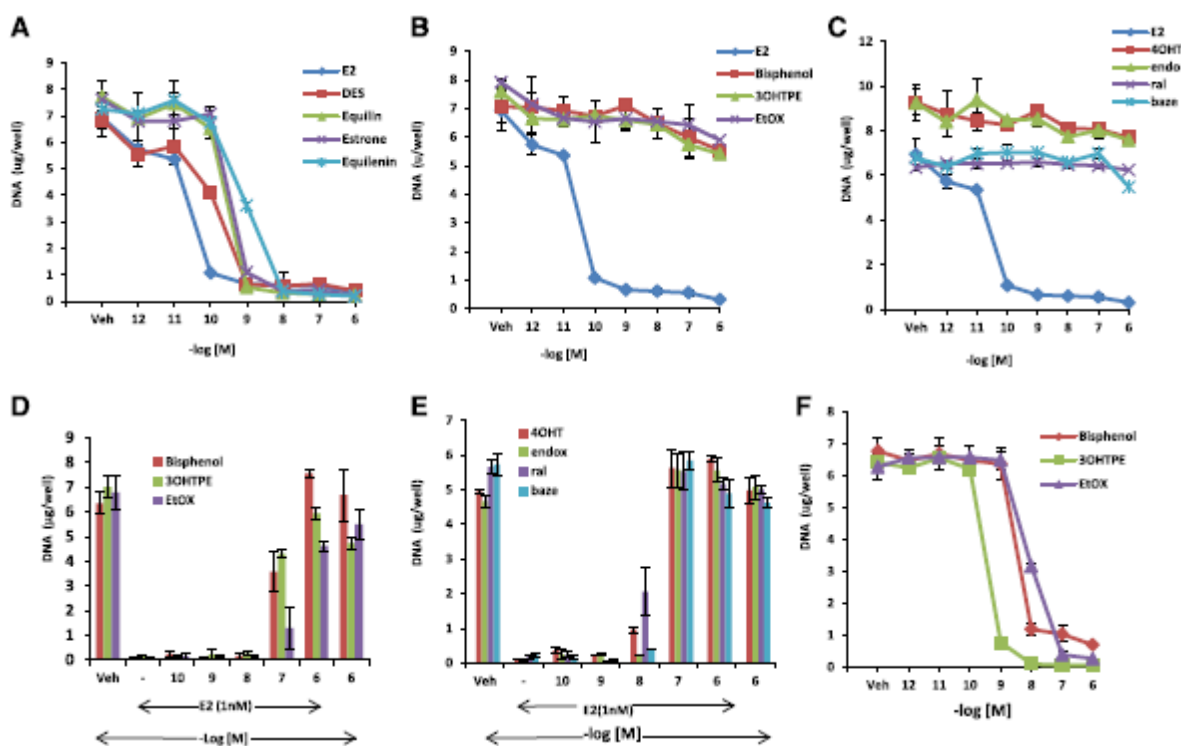 A
DNA (ug/well)
9
8
7
6
5
4
3
2
1
0
E2
DES
Equilin
Estrone
Equilenin
Veh 12 11 10 9 8 7 6
-log [M]
B
DNA (u/well)
9
8
7
6
5
4
3
2
1
0
E2
Bisphenol
3OHTPE
EtOX
Veh 12 11 10 9 8 7 6
-log [M]
C
DNA (ug/well)
12
10
8
6
4
2
0
E2
4OHT
endo
ral
baze
Veh 12 11 10 9 8 7 6
-log [M]
D
DNA (µg/well)
9
8
7
6
5
4
3
2
1
0
Bisphenol
3OHTPE
EtOX
Veh - 10 9 8 7 6 6
E2 (1nM)
-Log [M]
E
DNA (ug/well)
7
6
5
4
3
2
1
0
4OHT
endox
ral
baze
Veh - 10 9 8 7 6 6
E2(1nM)
-log [M]
F
DNA (ug/well)
8
7
6
5
4
3
2
1
0
Bisphenol
3OHTPE
EtOX
Veh 12 11 10 9 8 7 6
-log [M]